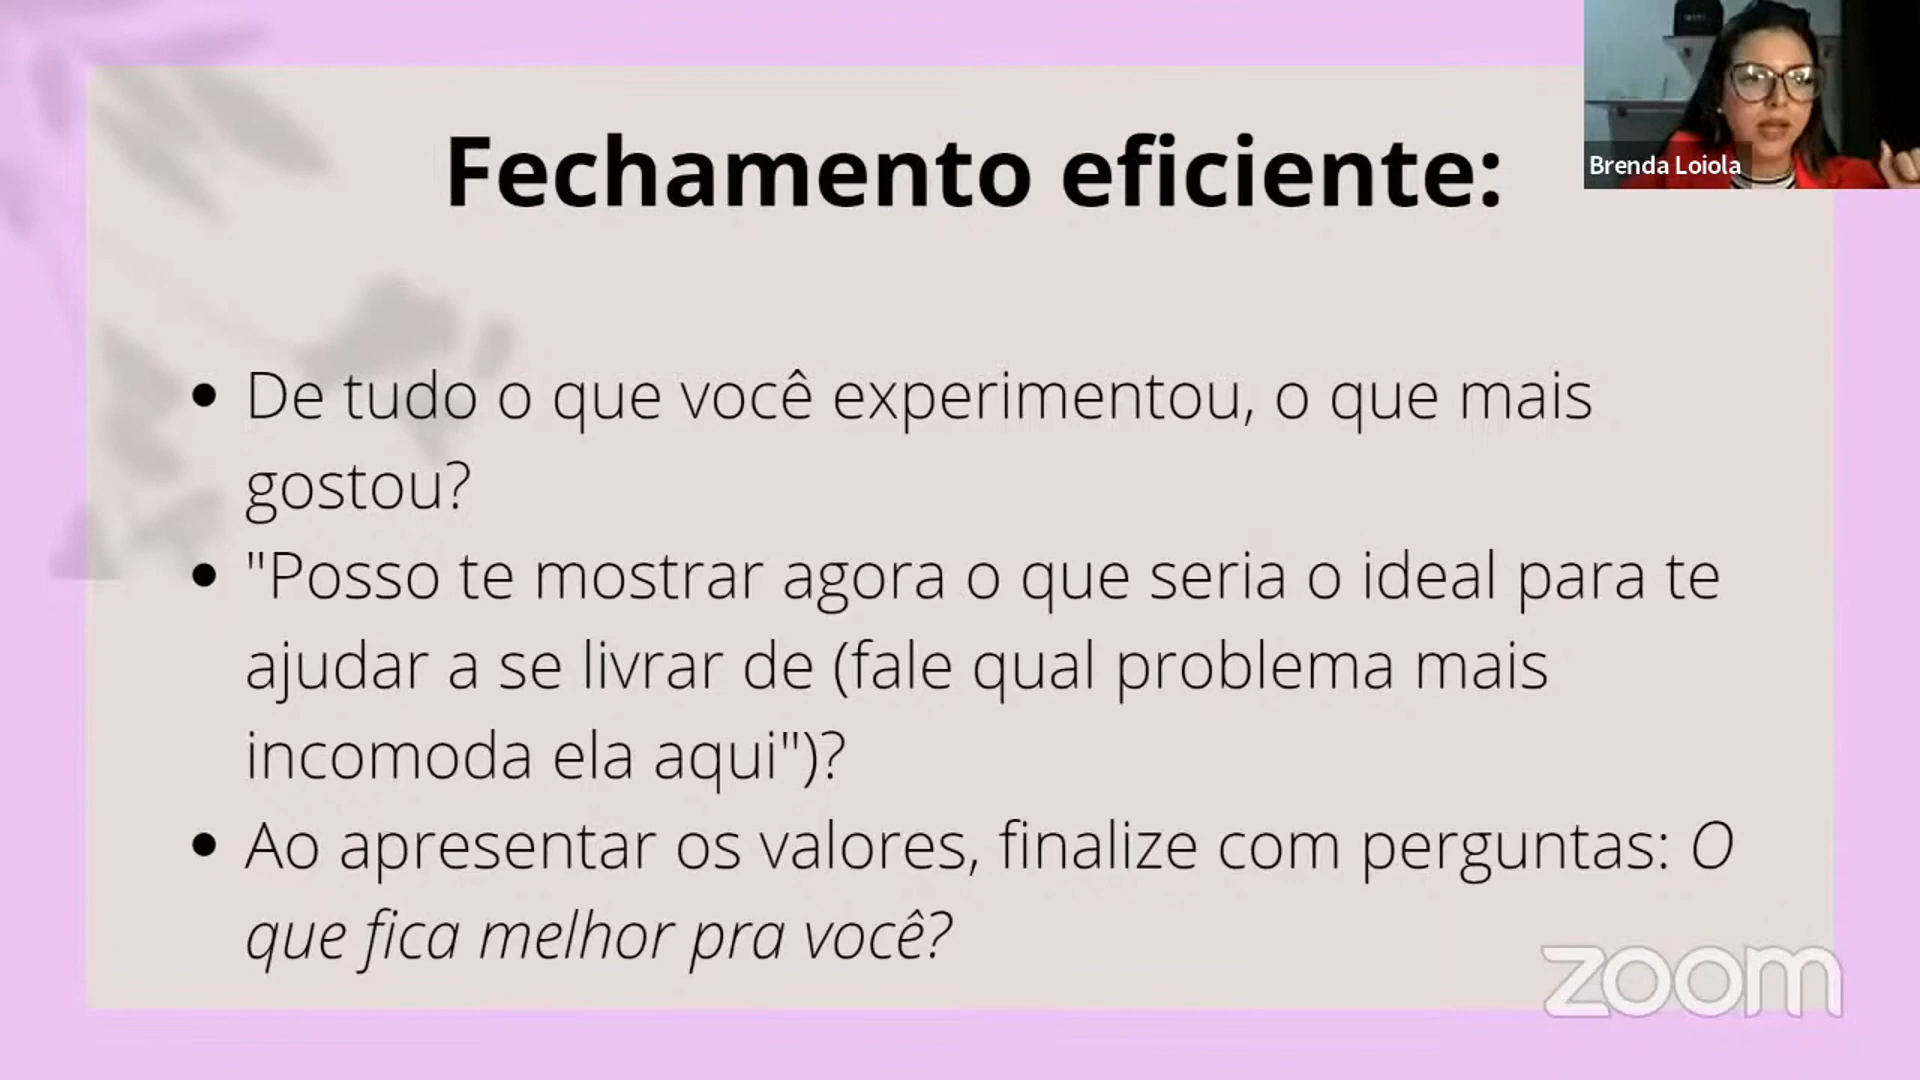 Fechamento eficiente:
Brenda Loiola
• De tudo o que você experimentou, o que mais
gostou?
• "Posso te mostrar agora o que seria o ideal para te
ajudar a se livrar de (fale qual problema mais
incomoda ela aqui")?
• Ao apresentar os valores, finalize com perguntas: O
que fica melhor pra você?
zoom